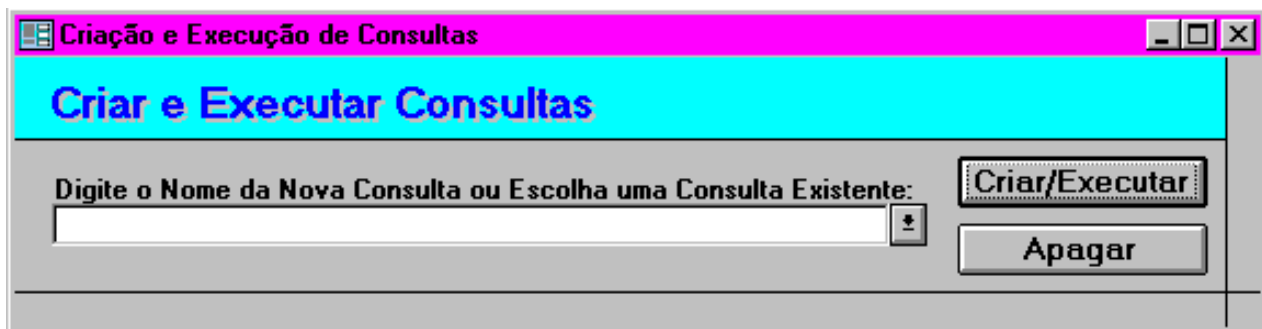 Criação e Execução de Consultas
Criar e Executar Consultas
Digite o Nome da Nova Consulta ou Escolha uma Consulta Existente:
Criar/Executar
Apagar